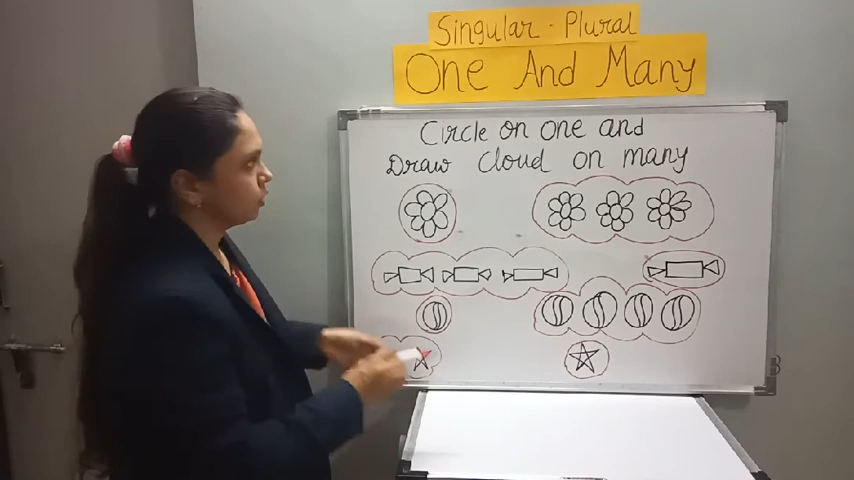 Singular - Plural
One And Many
Circle on one and
Draw cloud on many